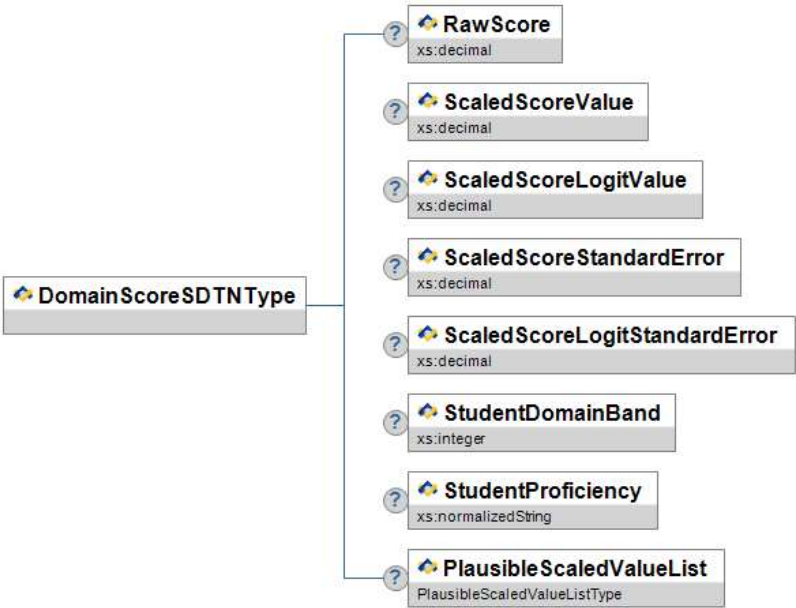 ? RawScore
xs:decimal
? ScaledScoreValue
xs:decimal
? ScaledScoreLogitValue
xs:decimal
? ScaledScoreStandardError
xs:decimal
DomainScoreSDTNType
? ScaledScoreLogitStandardError
xs:decimal
? StudentDomainBand
xs:integer
? StudentProficiency
xs:normalizedString
? PlausibleScaledValueList
PlausibleScaledValueListType